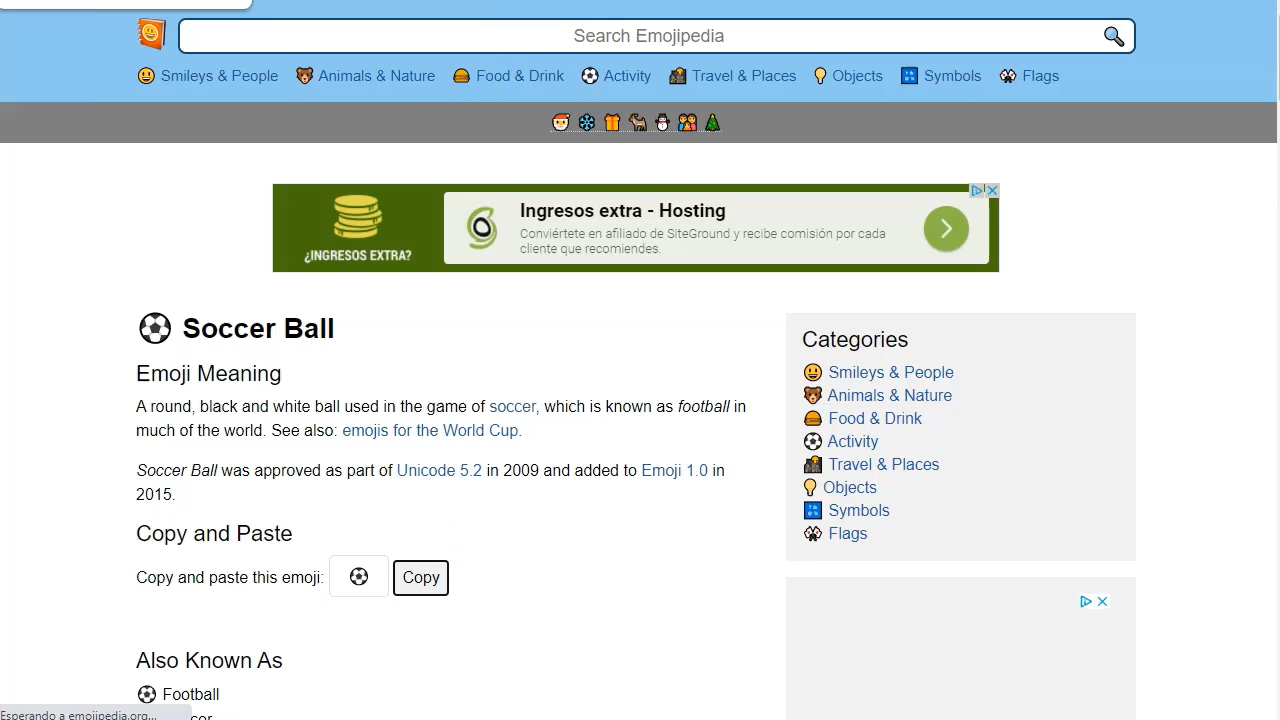 Search Emojipedia
Smileys & People Animals & Nature Food & Drink Activity Travel & Places Objects Symbols Flags
¿INGRESOS EXTRA?
Ingresos extra - Hosting
Conviértete en afiliado de SiteGround y recibe comisión por cada
cliente que recomiendes.
Soccer Ball
Emoji Meaning
A round, black and white ball used in the game of soccer, which is known as football in
much of the world. See also: emojis for the World Cup.
Soccer Ball was approved as part of Unicode 5.2 in 2009 and added to Emoji 1.0 in
2015.
Copy and Paste
Copy and paste this emoji: Copy
Also Known As
Football
Categories
Smileys & People
Animals & Nature
Food & Drink
Activity
Travel & Places
Objects
Symbols
Flags
Esperando a emojipedia.org...